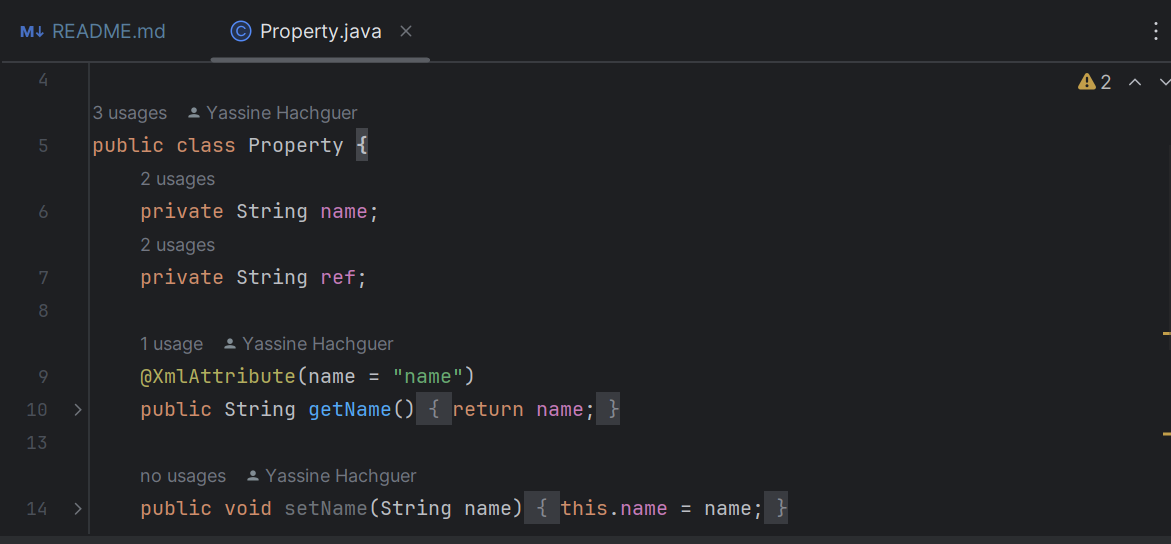 M↓ README.md
© Property.java ×
4
2
3 usages Yassine Hachguer
5 public class Property {
2 usages
6 private String name;
2 usages
7 private String ref;
8
1 usage Yassine Hachguer
9 @XmlAttribute(name = "name")
10 public String getName() { return name; }
13
no usages Yassine Hachguer
14 public void setName(String name) { this.name = name; }